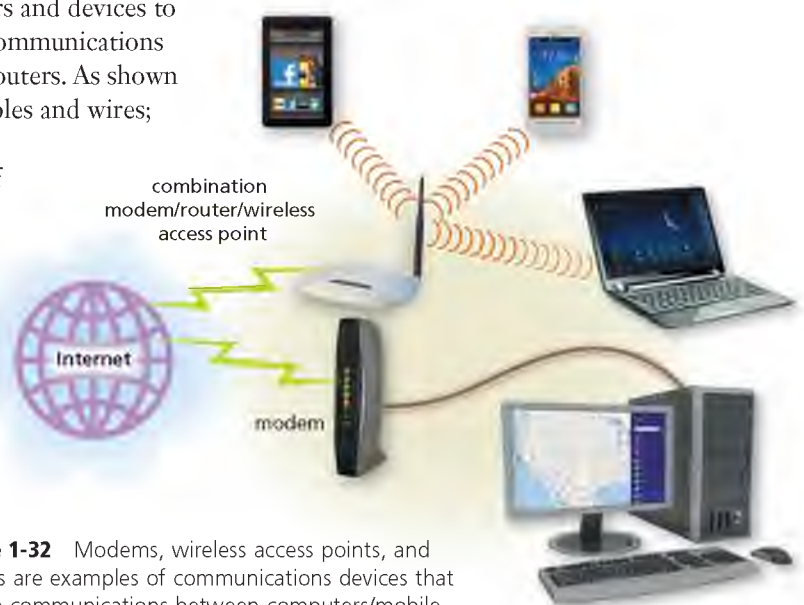 rs and devices to
ommunications
outers. As shown
bles and wires;
combination
modem/router/wireless
access point
Internet
modem
1-32 Modems, wireless access points, and
s are examples of communications devices that
communications between computers/mobile